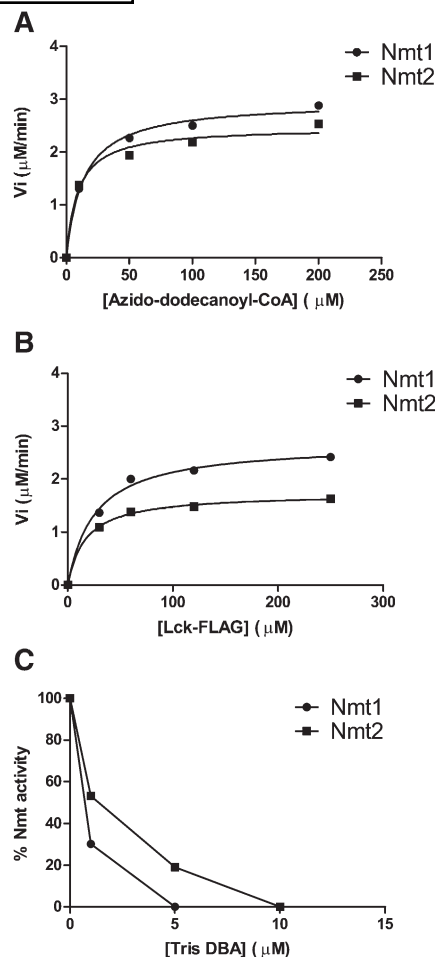 A
4
3
2
1
0
Vi (μM/min)
Nmt1
Nmt2
0
50
100
150
200
250
[Azido-dodecanoyl-CoA] ( μM)
B
4
3
2
1
0
Vi (μM/min)
Nmt1
Nmt2
0
100
200
300
[Lck-FLAG] ( μM)
C
100
80
60
40
20
0
% Nmt activity
Nmt1
Nmt2
0
5
10
15
[Tris DBA] ( μM)